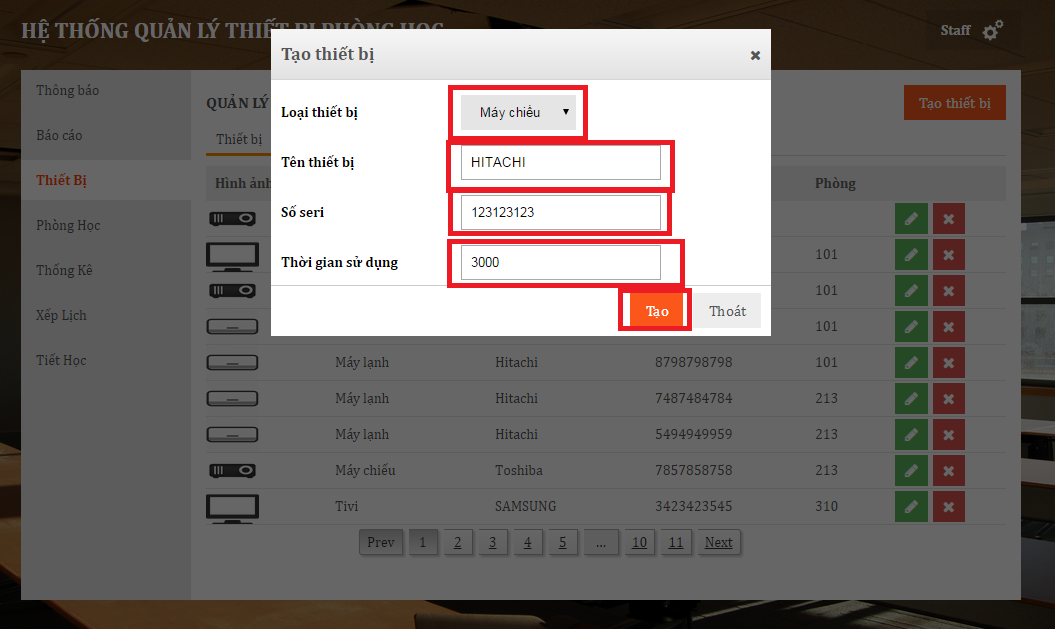 HỆ THỐNG QUẢN LÝ THIẾT BỊ PHÒNG HỌC
Staff
Tạo thiết bị
Thông báo
Báo cáo
Thiết Bị
Phòng Học
Thống Kê
Xếp Lịch
Tiết Học
QUẢN LÝ
Tạo thiết bị
Thiết bị
Loại thiết bị Máy chiếu
Tên thiết bị HITACHI
Số seri 123123123
Thời gian sử dụng 3000
Tạo Thoát
Hình ảnh Phòng
101
101
101
Máy lạnh Hitachi 8798798798 101
Máy lạnh Hitachi 7487484784 213
Máy lạnh Hitachi 5494949959 213
Máy chiếu Toshiba 7857858758 213
Tivi SAMSUNG 3423423545 310
Prev 1 2 3 4 5 ... 10 11 Next